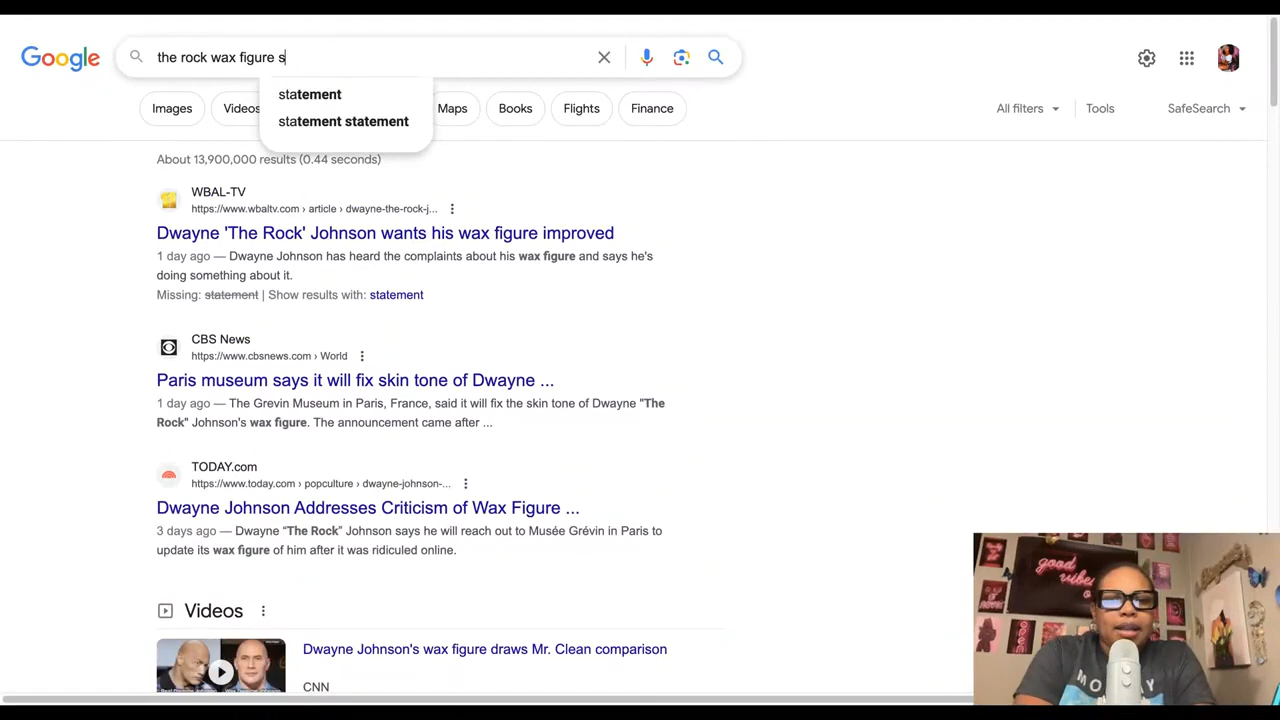 Google
the rock wax figure s
statement
statement statement
Images
Videos
Maps
Books
Flights
Finance
All filters
Tools
SafeSearch
About 13,900,000 results (0.44 seconds)
WBAL-TV
https://www.wbaltv.com › article › dwayne-the-rock-j...
Dwayne 'The Rock' Johnson wants his wax figure improved
1 day ago — Dwayne Johnson has heard the complaints about his wax figure and says he's
doing something about it.
Missing: statement | Show results with: statement
CBS News
https://www.cbsnews.com › World
Paris museum says it will fix skin tone of Dwayne ...
1 day ago — The Grevin Museum in Paris, France, said it will fix the skin tone of Dwayne "The
Rock" Johnson's wax figure. The announcement came after ...
TODAY.com
https://www.today.com › popculture › dwayne-johnson-...
Dwayne Johnson Addresses Criticism of Wax Figure ...
3 days ago — Dwayne "The Rock" Johnson says he will reach out to Musée Grévin in Paris to
update its wax figure of him after it was ridiculed online.
Videos
Dwayne Johnson's wax figure draws Mr. Clean comparison
CNN
good
vibes